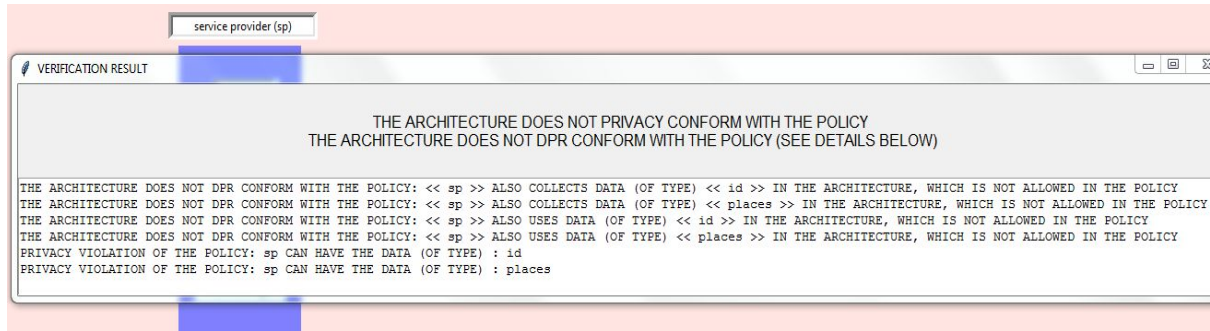 service provider (sp)
VERIFICATION RESULT
THE ARCHITECTURE DOES NOT PRIVACY CONFORM WITH THE POLICY
THE ARCHITECTURE DOES NOT DPR CONFORM WITH THE POLICY (SEE DETAILS BELOW)
THE ARCHITECTURE DOES NOT DPR CONFORM WITH THE POLICY: << sp >> ALSO COLLECTS DATA (OF TYPE) << id >> IN THE ARCHITECTURE, WHICH IS NOT ALLOWED IN THE POLICY
THE ARCHITECTURE DOES NOT DPR CONFORM WITH THE POLICY: << sp >> ALSO COLLECTS DATA (OF TYPE) << places >> IN THE ARCHITECTURE, WHICH IS NOT ALLOWED IN THE POLICY
THE ARCHITECTURE DOES NOT DPR CONFORM WITH THE POLICY: << sp >> ALSO USES DATA (OF TYPE) << id >> IN THE ARCHITECTURE, WHICH IS NOT ALLOWED IN THE POLICY
THE ARCHITECTURE DOES NOT DPR CONFORM WITH THE POLICY: << sp >> ALSO USES DATA (OF TYPE) << places >> IN THE ARCHITECTURE, WHICH IS NOT ALLOWED IN THE POLICY
PRIVACY VIOLATION OF THE POLICY: sp CAN HAVE THE DATA (OF TYPE) : id
PRIVACY VIOLATION OF THE POLICY: sp CAN HAVE THE DATA (OF TYPE) : places